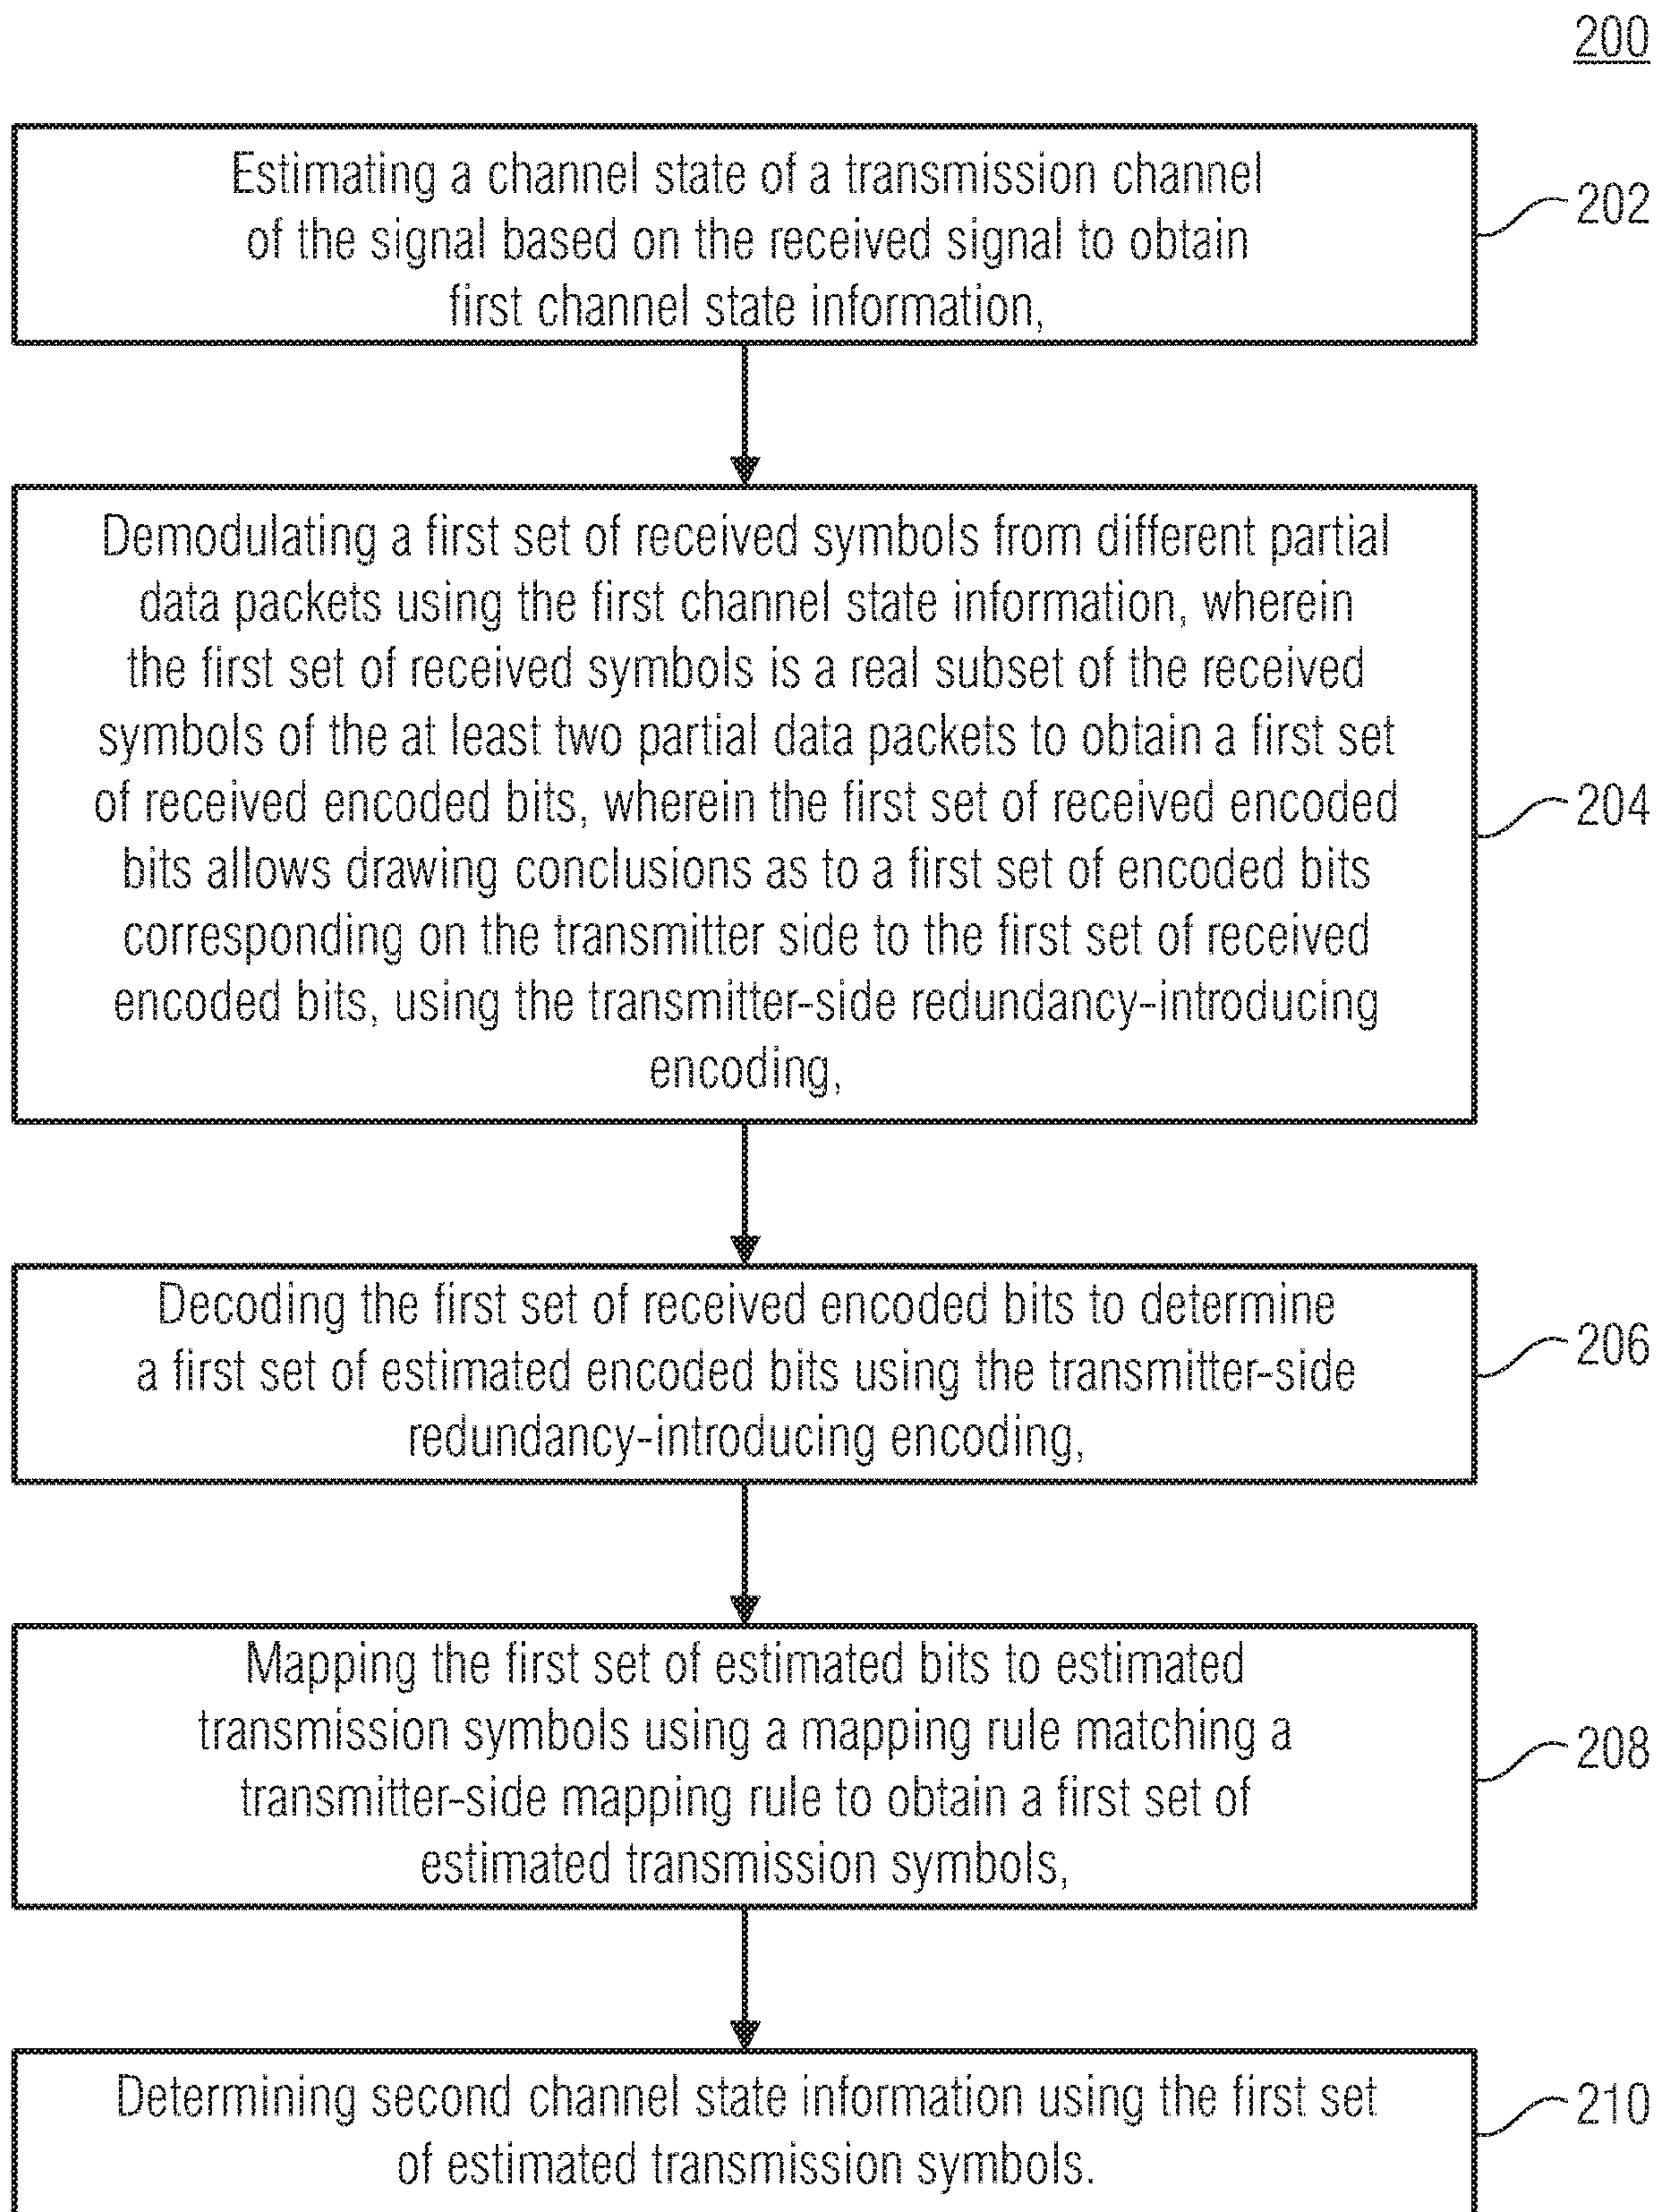 200
Estimating a channel state of a transmission channel
of the signal based on the received signal to obtain
first channel state information,
202
Demodulating a first set of received symbols from different partial
data packets using the first channel state information, wherein
the first set of received symbols is a real subset of the received
symbols of the at least two partial data packets to obtain a first set
of received encoded bits, wherein the first set of received encoded
bits allows drawing conclusions as to a first set of encoded bits
corresponding on the transmitter side to the first set of received
encoded bits, using the transmitter-side redundancy-introducing
encoding,
204
Decoding the first set of received encoded bits to determine
a first set of estimated encoded bits using the transmitter-side
redundancy-introducing encoding,
206
Mapping the first set of estimated bits to estimated
transmission symbols using a mapping rule matching a
transmitter-side mapping rule to obtain a first set of
estimated transmission symbols,
208
Determining second channel state information using the first set
of estimated transmission symbols.
210